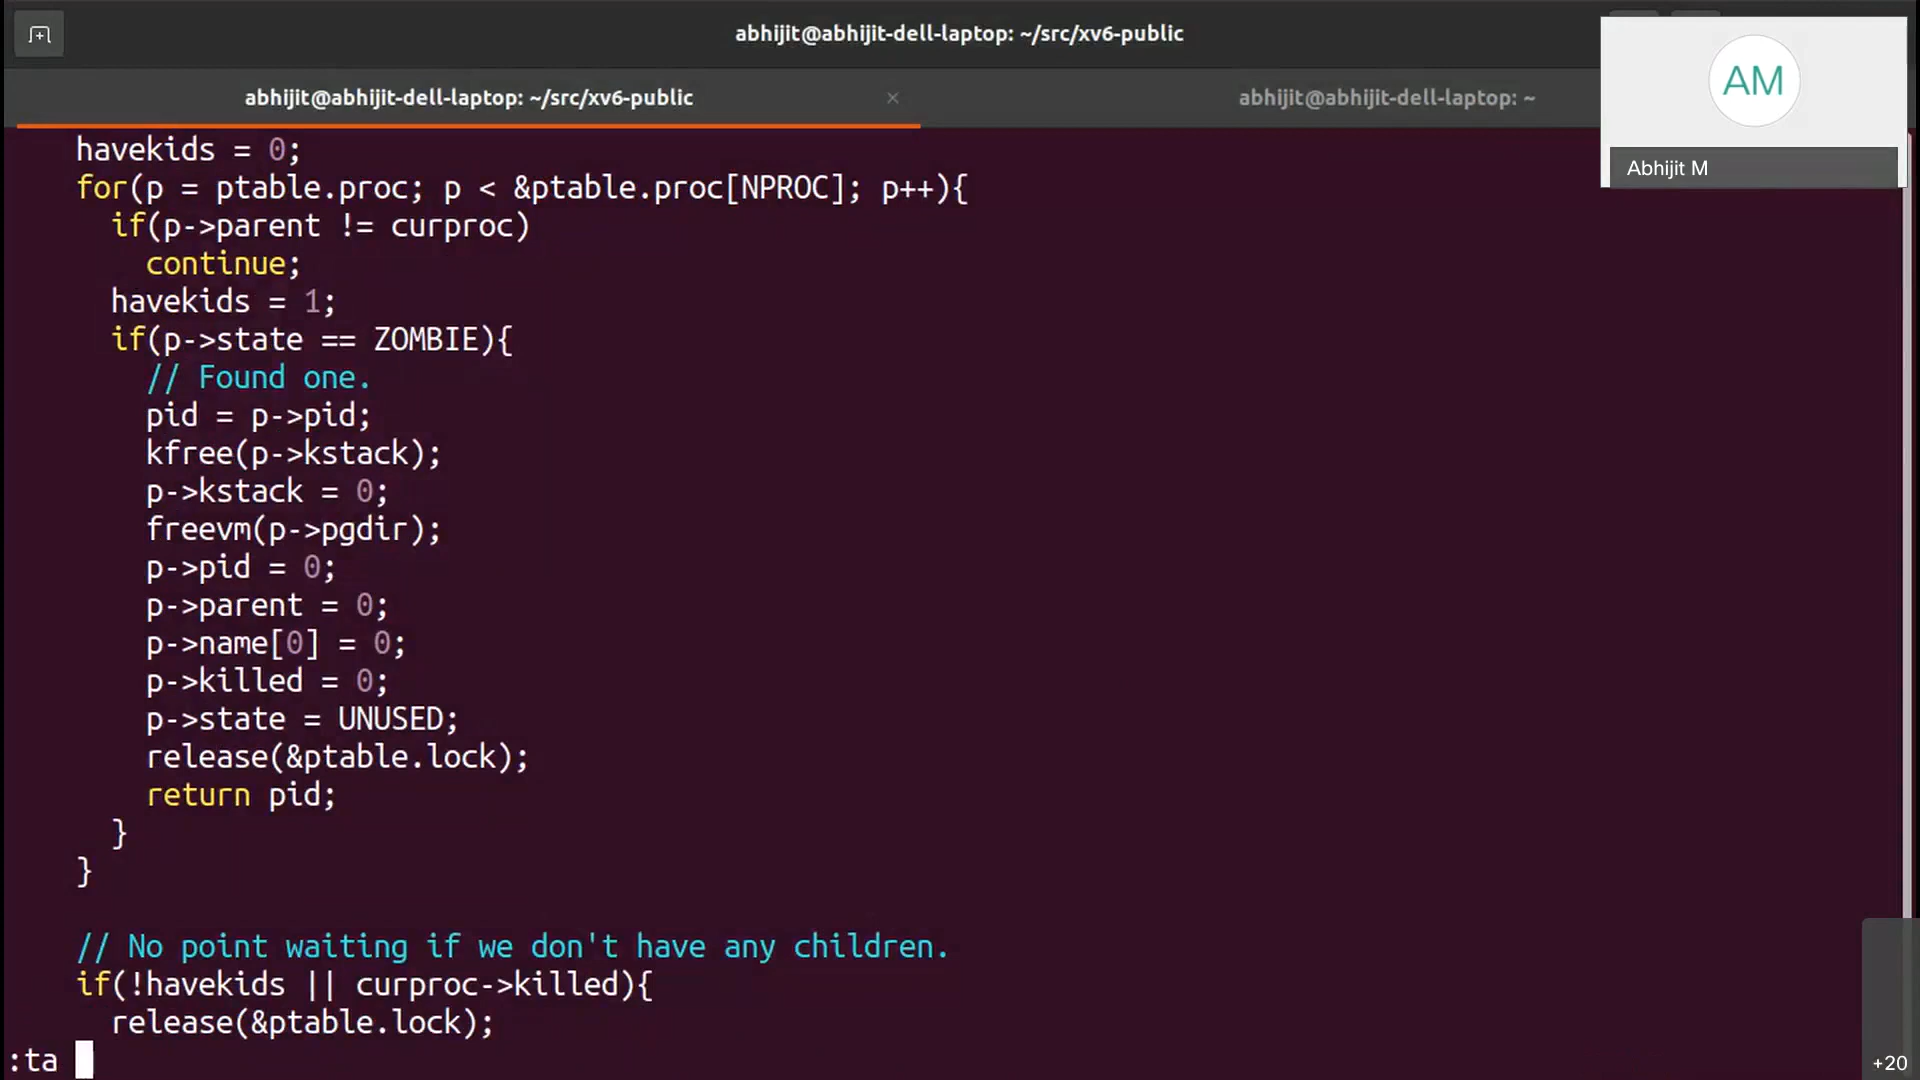 abhijit@abhijit-dell-laptop: ~/src/xv6-public
abhijit@abhijit-dell-laptop: ~/src/xv6-public ×
abhijit@abhijit-dell-laptop: ~
AM
Abhijit M
    havekids = 0;
    for(p = ptable.proc; p < &ptable.proc[NPROC]; p++){
      if(p->parent != curproc)
        continue;
      havekids = 1;
      if(p->state == ZOMBIE){
        // Found one.
        pid = p->pid;
        kfree(p->kstack);
        p->kstack = 0;
        freevm(p->pgdir);
        p->pid = 0;
        p->parent = 0;
        p->name[0] = 0;
        p->killed = 0;
        p->state = UNUSED;
        release(&ptable.lock);
        return pid;
      }
    }
    // No point waiting if we don't have any children.
    if(!havekids || curproc->killed){
      release(&ptable.lock);
:ta
+20